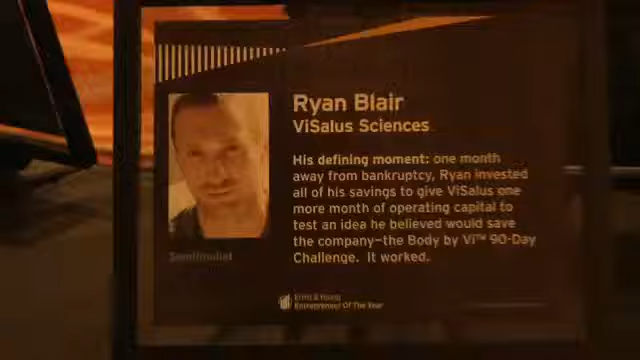 Ryan Blair
ViSalus Sciences
His defining moment: one month
away from bankruptcy, Ryan invested
all of his savings to give ViSalus one
more month of operating capital to
test an idea he believed would save
the company—the Body by Vi™ 90-Day
Challenge. It worked.
Semifinalist
Ernst & Young
Entrepreneur Of The Year